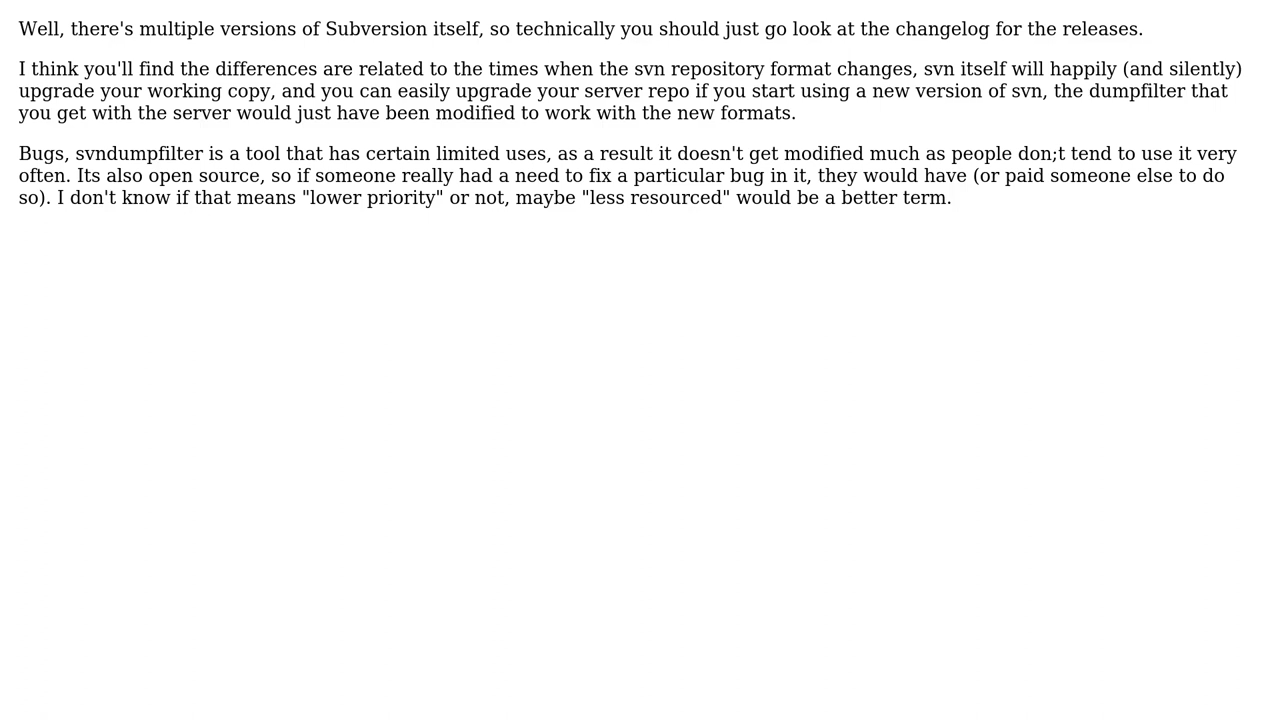 Well, there's multiple versions of Subversion itself, so technically you should just go look at the changelog for the releases.
I think you'll find the differences are related to the times when the svn repository format changes, svn itself will happily (and silently)
upgrade your working copy, and you can easily upgrade your server repo if you start using a new version of svn, the dumpfilter that
you get with the server would just have been modified to work with the new formats.
Bugs, svndumpfilter is a tool that has certain limited uses, as a result it doesn't get modified much as people don;t tend to use it very
often. Its also open source, so if someone really had a need to fix a particular bug in it, they would have (or paid someone else to do
so). I don't know if that means "lower priority" or not, maybe "less resourced" would be a better term.